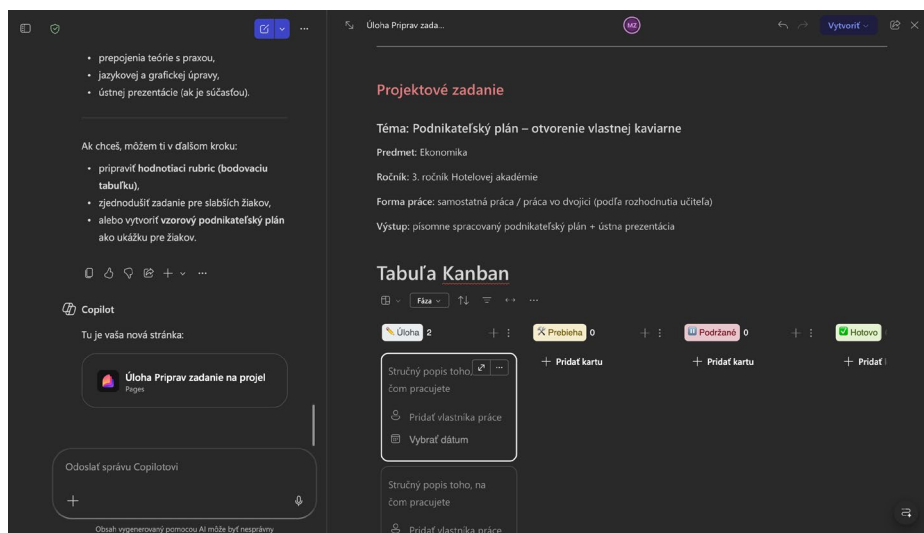 • prepojenia teórie s praxou,
• jazykovej a grafickej úpravy,
• ústnej prezentácie (ak je súčasťou).
Ak chceš, môžem ti v ďalšom kroku:
• pripraviť hodnotiaci rubric (bodovaciu
tabuľku),
• zjednodušiť zadanie pre slabších žiakov,
• alebo vytvoriť vzorový podnikateľský plán
ako ukážku pre žiakov.
Copilot
Tu je vaša nová stránka:
Úloha Priprav zadanie na projel
Pages
Odoslať správu Copilotovi
Obsah vygenerovaný pomocou AI môže byť nesprávny
Úloha Priprav zada...
MZ
Vytvoriť
Projektové zadanie
Téma: Podnikateľský plán – otvorenie vlastnej kaviarne
Predmet: Ekonomika
Ročník: 3. ročník Hotelovej akadémie
Forma práce: samostatná práca / práca vo dvojici (podľa rozhodnutia učiteľa)
Výstup: písomne spracovaný podnikateľský plán + ústna prezentácia
Tabuľa Kanban
Fáza
Úloha 2
Prebieha 0
Podržané 0
Hotovo
Stručný popis toho,
čom pracujete
Pridať vlastníka práce
Vybrať dátum
+ Pridať kartu
+ Pridať kartu
+ Pridať
Stručný popis toho, na
čom pracujete
Pridať vlastníka práce